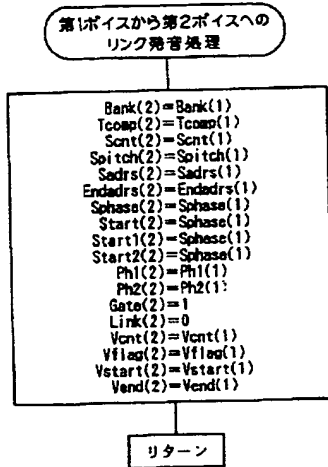 第1ボイスから第2ボイスへの
リンク発音処理
Bank(2)=Bank(1)
Tcomp(2)=Tcomp(1)
Scnt(2)=Scnt(1)
Spitch(2)=Spitch(1)
Sadrs(2)=Sadrs(1)
Endadrs(2)=Endadrs(1)
Sphase(2)=Sphase(1)
Start(2)=Sphase(1)
Start1(2)=Sphase(1)
Start2(2)=Sphase(1)
Ph1(2)=Ph1(1)
Ph2(2)=Ph2(1)
Gate(2)=1
Link(2)=0
Vcnt(2)=Vcnt(1)
Vflag(2)=Vflag(1)
Vstart(2)=Vstart(1)
Vend(2)=Vend(1)
リターン